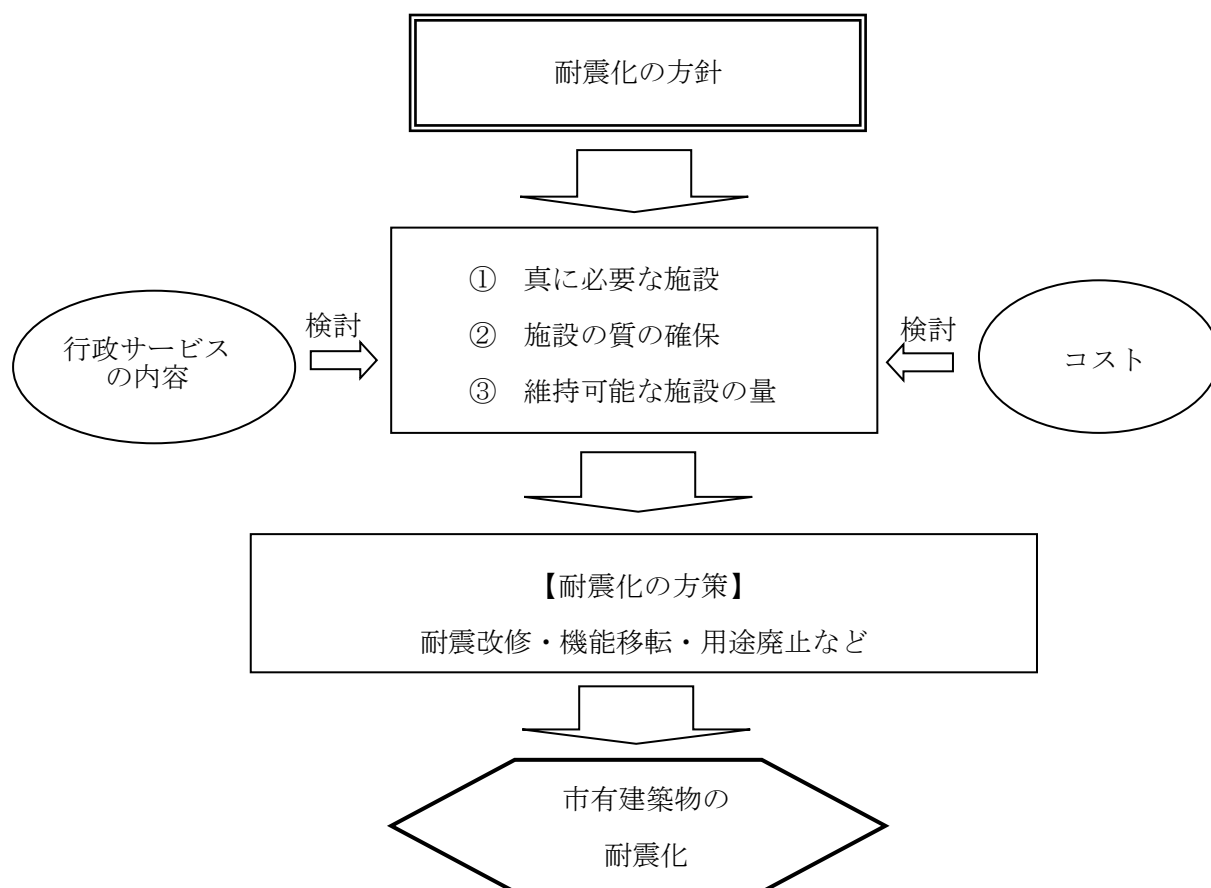 耐震化の方針
① 真に必要な施設
② 施設の質の確保
③ 維持可能な施設の量
行政サービス
の内容
検討
検討
コスト
【耐震化の方策】
耐震改修・機能移転・用途廃止など
市有建築物の
耐震化